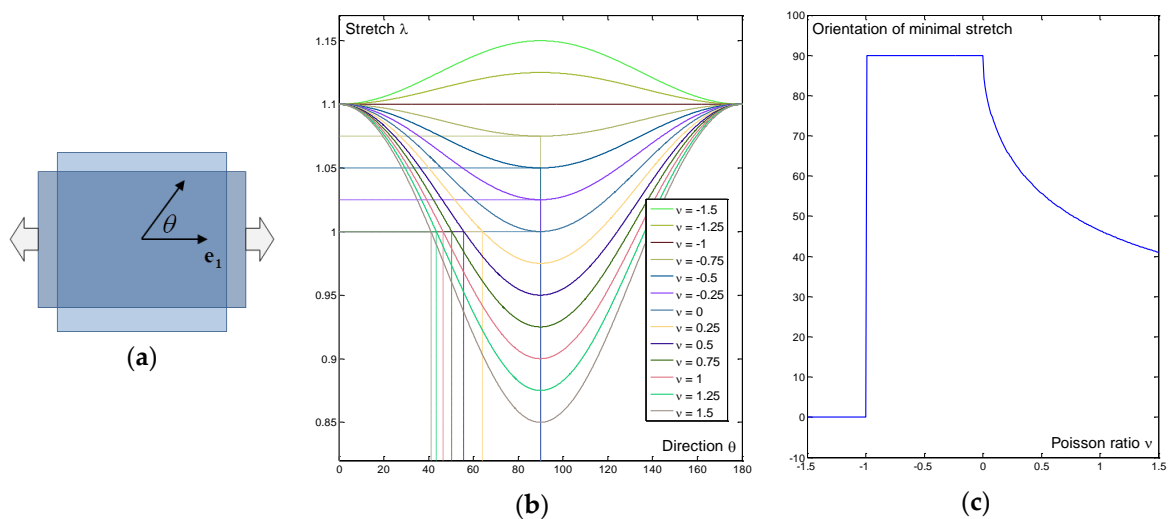 θ
e1
(a)
Stretch λ
1.15
1.1
1.05
1
0.95
0.9
0.85
ν = -1.5
ν = -1.25
ν = -1
ν = -0.75
ν = -0.5
ν = -0.25
ν = 0
ν = 0.25
ν = 0.5
ν = 0.75
ν = 1
ν = 1.25
ν = 1.5
Direction θ
0 20 40 60 80 100 120 140 160 180
(b)
100
Orientation of minimal stretch
90
80
70
60
50
40
30
20
10
0
-10
Poisson ratio ν
-1.5 -1 -0.5 0 0.5 1 1.5
(c)